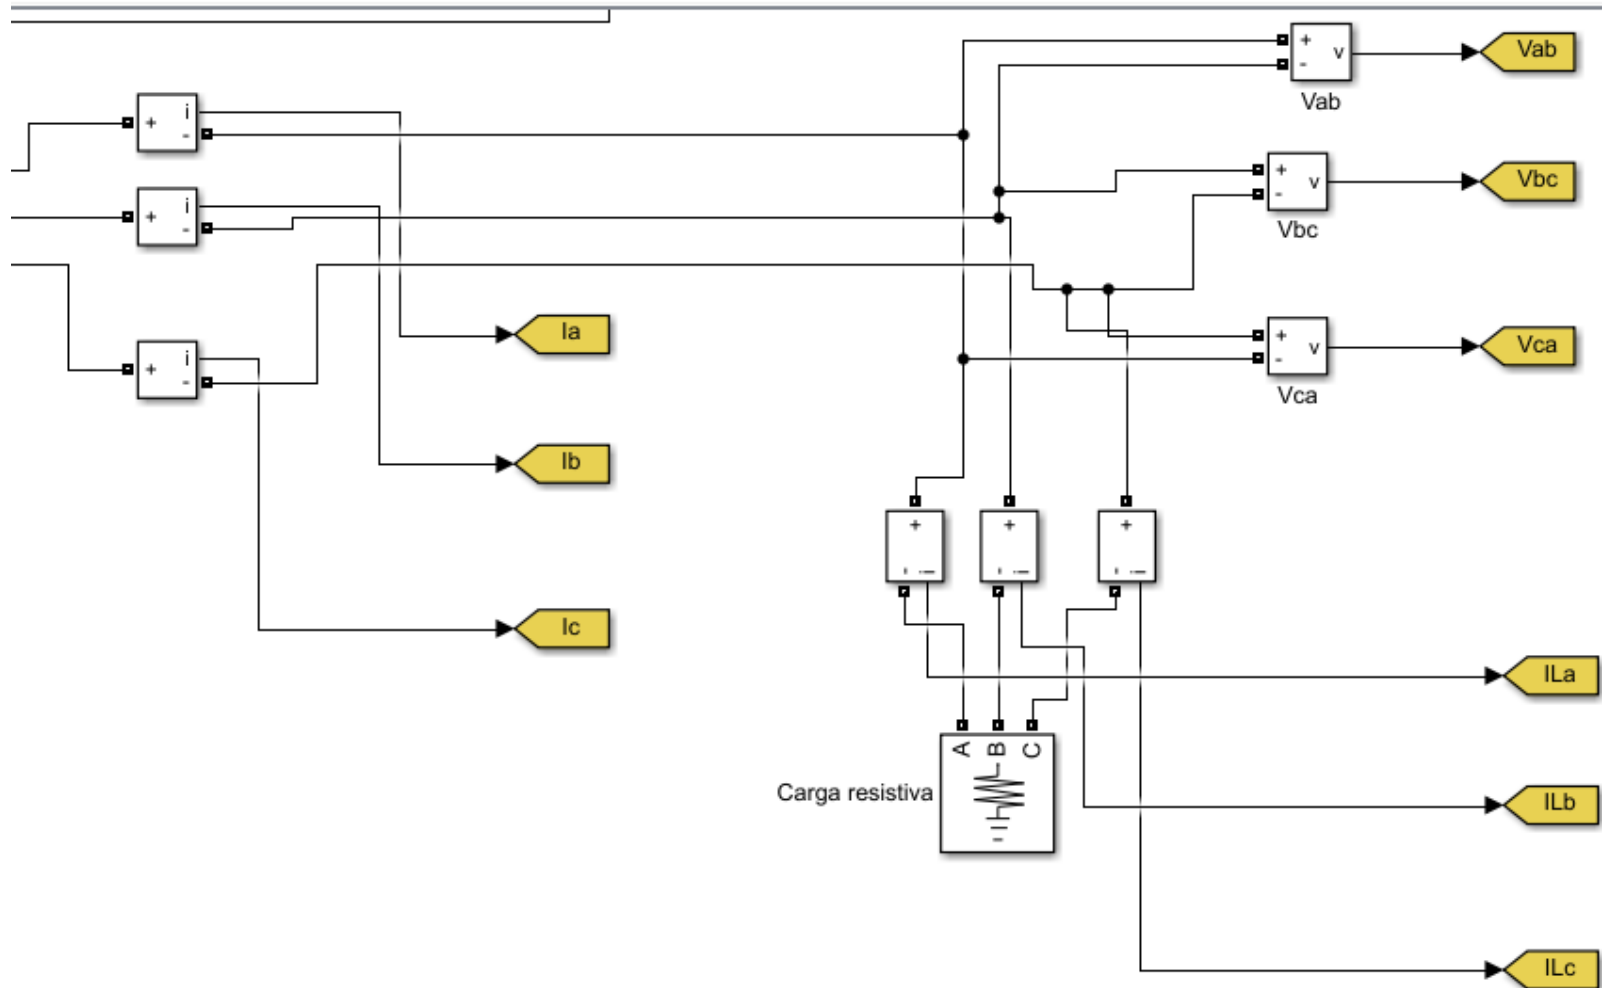 + v
-
Vab
Vab
+ i
-
+ v
-
Vbc
Vbc
+ i
-
Ia
+ v
-
Vca
Vca
+ i
-
Ib
+
- i
+
- i
+
- i
Ic
ILa
A B C
Carga resistiva
ILb
ILc